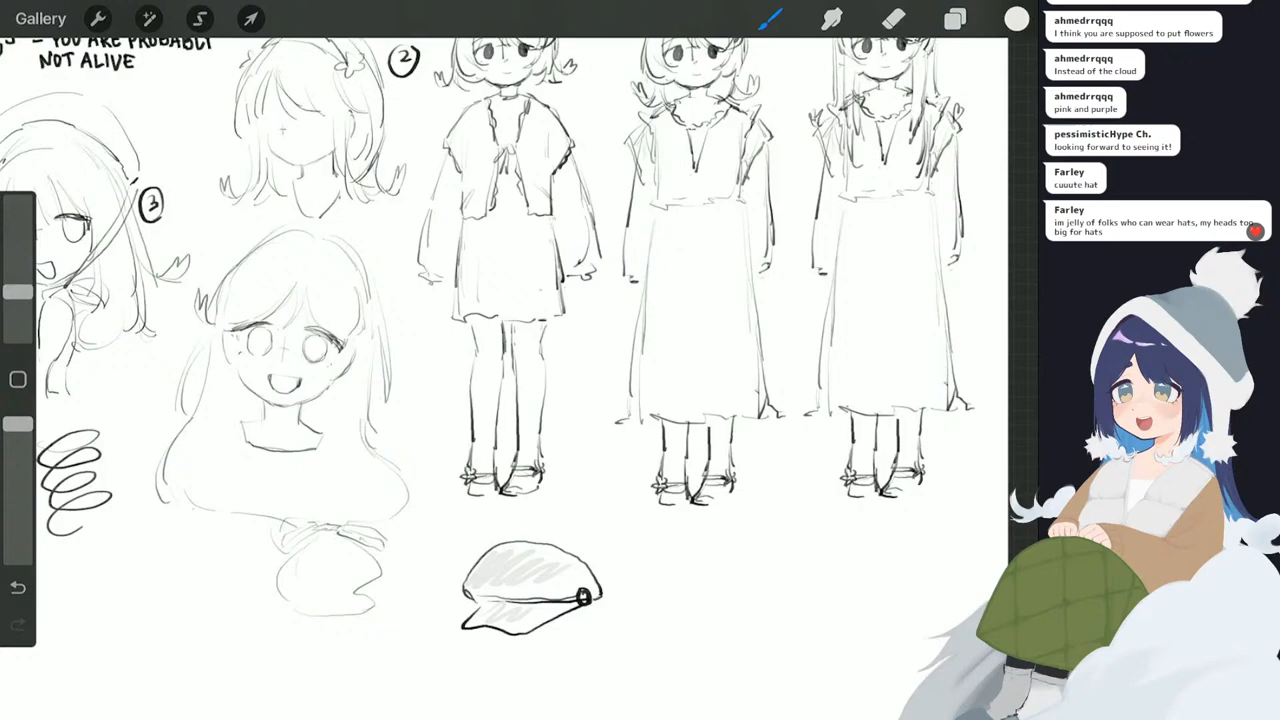 Gallery
- YOU ARE PROBABLY
NOT ALIVE
2
3
ahmedrrqqq
I think you are supposed to put flowers
ahmedrrqqq
Instead of the cloud
ahmedrrqqq
pink and purple
pessimisticHype Ch.
looking forward to seeing it!
Farley
cuuute hat
Farley
im jelly of folks who can wear hats, my heads too
big for hats